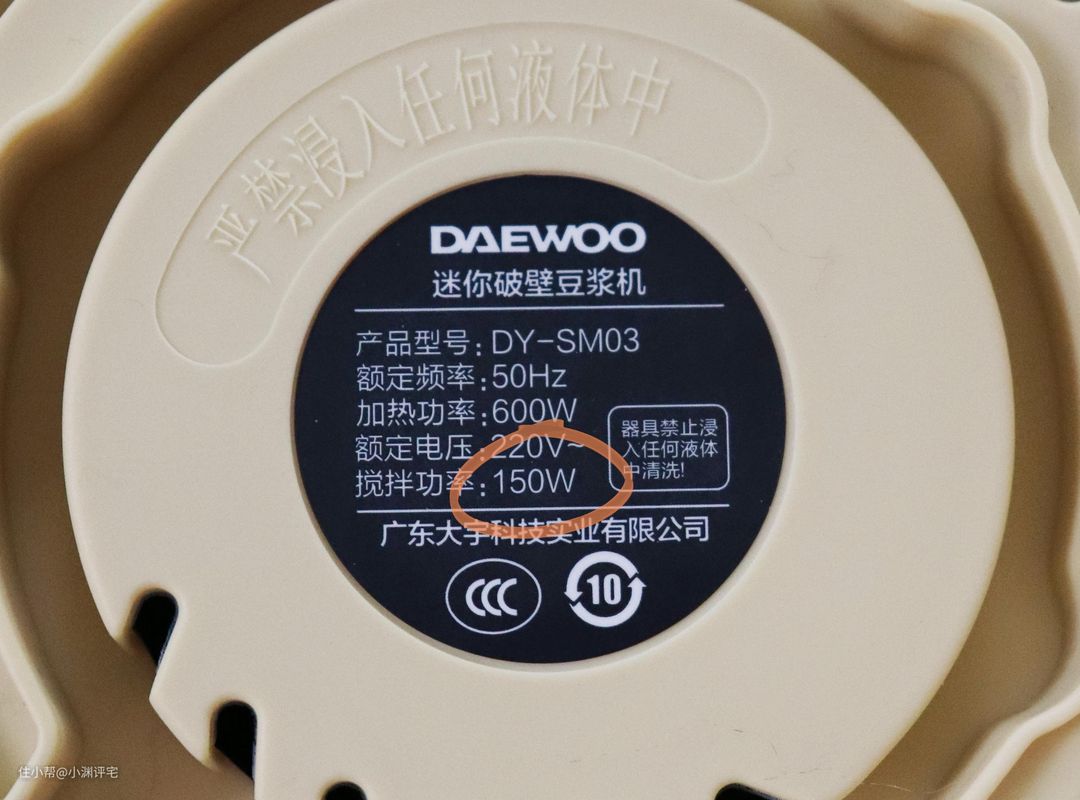 严禁浸入任何液体中
DAEWOO
迷你破壁豆浆机
产品型号:DY-SM03
额定频率:50Hz
加热功率:600W
额定电压:220V~
搅拌功率:150W
器具禁止浸
入任何液体
中清洗!
广东大宇科技实业有限公司
CCC
10
住小帮@小渊评宅